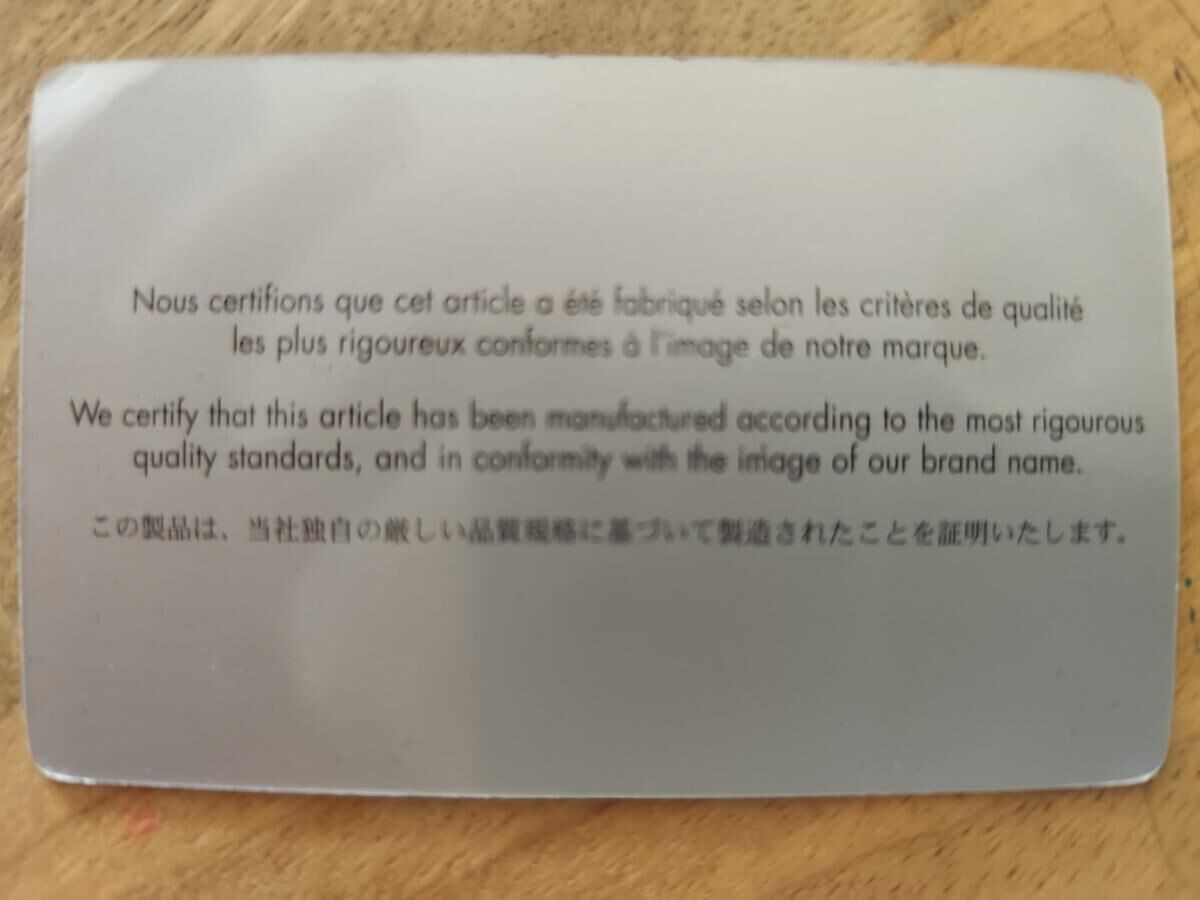 Nous certifions que cet article a été fabriqué selon les critères de qualité
les plus rigoureux conformes à l'image de notre marque.
We certify that this article has been manufactured according to the most rigourous
quality standards, and in conformity with the image of our brand name.
この製品は、当社独自の厳しい品質規格に基づいて製造されたことを証明いたします。